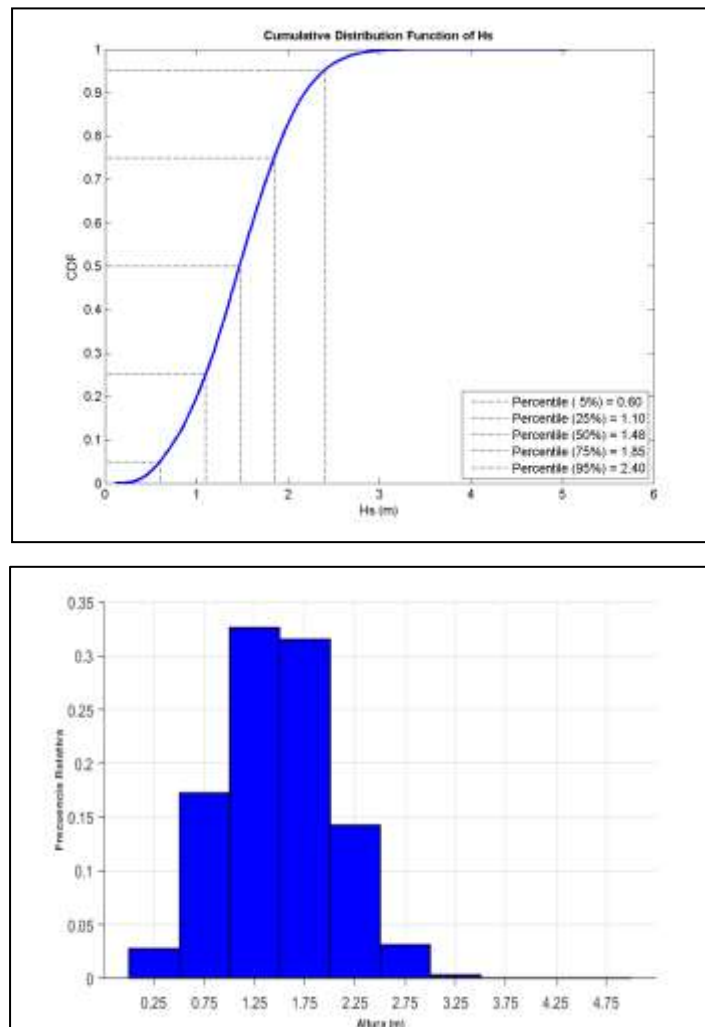 Cumulative Distribution Function of Hs
1
0.9
0.8
0.7
0.6
0.5
0.4
0.3
0.2
0.1
0
CDF
Percentile ( 5%) = 0.60
Percentile (25%) = 1.10
Percentile (50%) = 1.48
Percentile (75%) = 1.85
Percentile (95%) = 2.40
0 1 2 3 4 5 6
Hs (m)
0.35
0.3
0.25
0.2
0.15
0.1
0.05
0
Frecuencia Relativa
0.25 0.75 1.25 1.75 2.25 2.75 3.25 3.75 4.25 4.75
Altura (m)